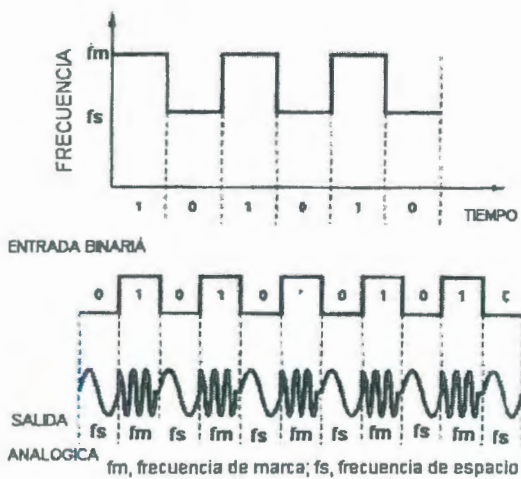 fm
FRECUENCIA
fs
1 0 1 0 1 0
TIEMPO
ENTRADA BINARIÁ
0 1 0 1 0 ' 0 1 0 1 C
SALIDA
ANALOGICA
fs fm fs fm fs fm fs fm fs fm fs
fm, frecuencia de marca; fs, frecuencia de espacio